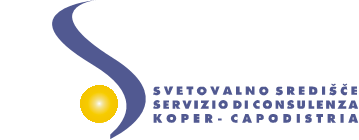 SVETOVALNO SREDIŠČE
SERVIZIO DI CONSULENZA
KOPER - CAPODISTRIA